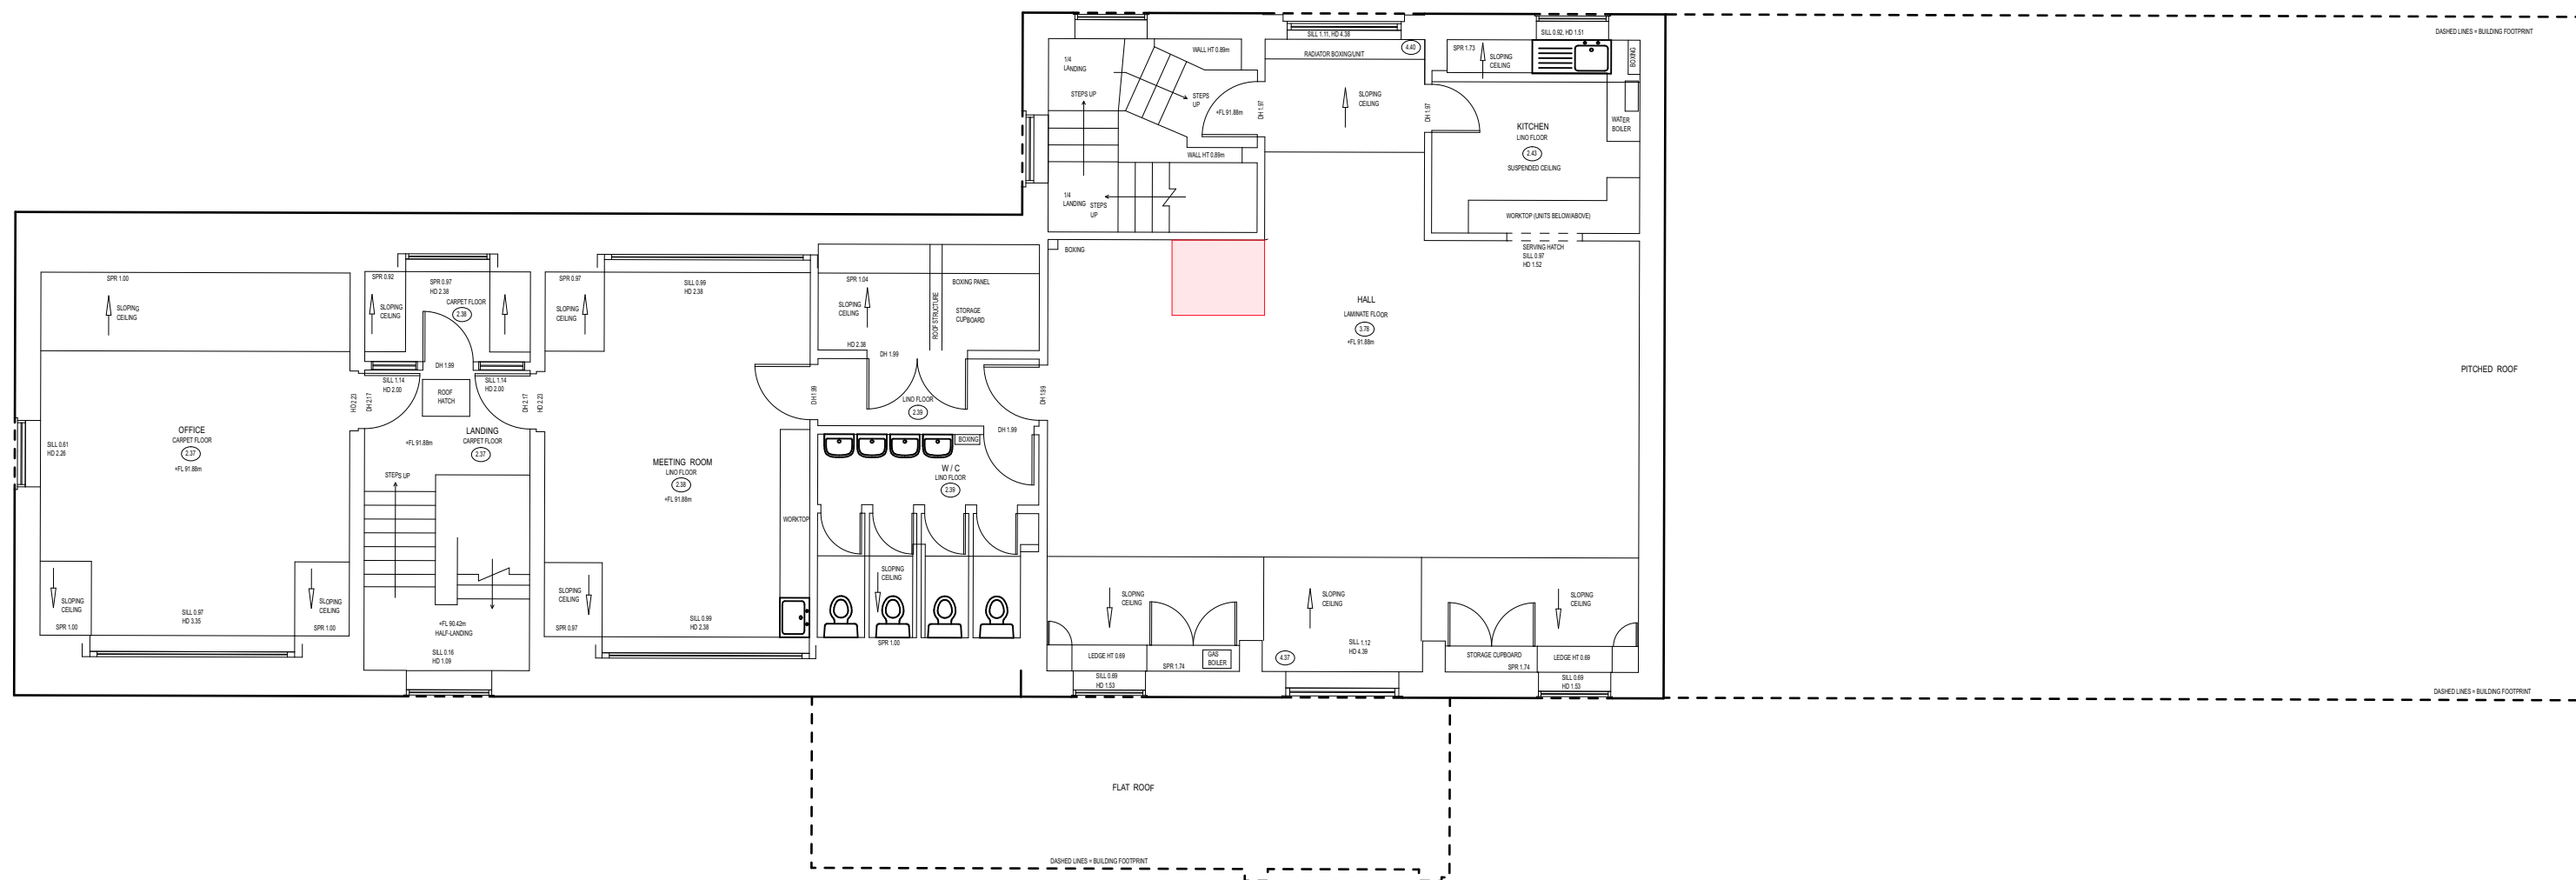 DASHED LINES = BUILDING FOOTPRINT
PITCHED ROOF
DASHED LINES = BUILDING FOOTPRINT
WALL HT 0.89m
1/4
LANDING
STEPS UP
STEPS
UP
+FL 91.88m
WALL HT 0.89m
1/4
LANDING
STEPS
UP
DH 1.97
SILL 1.11, HD 4.38
RADIATOR BOXING/UNIT
4.40
SLOPING
CEILING
DH 1.97
SILL 0.92, HD 1.51
SPR 1.73
SLOPING
CEILING
BOXING
WATER
BOILER
KITCHEN
LINO FLOOR
2.43
SUSPENDED CEILING
WORKTOP (UNITS BELOW/ABOVE)
SERVING HATCH
SILL 0.97
HD 1.52
BOXING
HALL
LAMINATE FLOOR
3.78
+FL 91.88m
SPR 1.00
SLOPING
CEILING
OFFICE
CARPET FLOOR
2.37
+FL 91.88m
SILL 0.61
HD 2.26
SLOPING
CEILING
SPR 1.00
SILL 0.97
HD 3.35
SLOPING
CEILING
SPR 1.00
HD 2.23
DH 2.17
SPR 0.92
SLOPING
CEILING
SPR 0.97
HD 2.38
CARPET FLOOR
2.38
DH 1.99
SILL 1.14
HD 2.00
ROOF
HATCH
SILL 1.14
HD 2.00
DH 2.17
HD 2.23
LANDING
CARPET FLOOR
2.37
+FL 91.88m
STEPS UP
+FL 90.42m
HALF-LANDING
SILL 0.16
HD 1.09
SPR 0.97
SLOPING
CEILING
SILL 0.99
HD 2.38
MEETING ROOM
LINO FLOOR
2.38
+FL 91.88m
WORKTOP
SLOPING
CEILING
SPR 0.97
SILL 0.99
HD 2.38
DH 1.99
SPR 1.04
SLOPING
CEILING
ROOF STRUCTURE
BOXING PANEL
STORAGE
CUPBOARD
HD 2.38
DH 1.99
LINO FLOOR
2.39
DH 1.99
DH 1.99
BOXING
W / C
LINO FLOOR
2.39
SLOPING
CEILING
SPR 1.00
SLOPING
CEILING
LEDGE HT 0.69
SPR 1.74
GAS
BOILER
SILL 0.69
HD 1.53
SLOPING
CEILING
SILL 1.12
HD 4.39
4.37
SLOPING
CEILING
STORAGE CUPBOARD
SPR 1.74
LEDGE HT 0.69
SILL 0.69
HD 1.53
FLAT ROOF
DASHED LINES = BUILDING FOOTPRINT